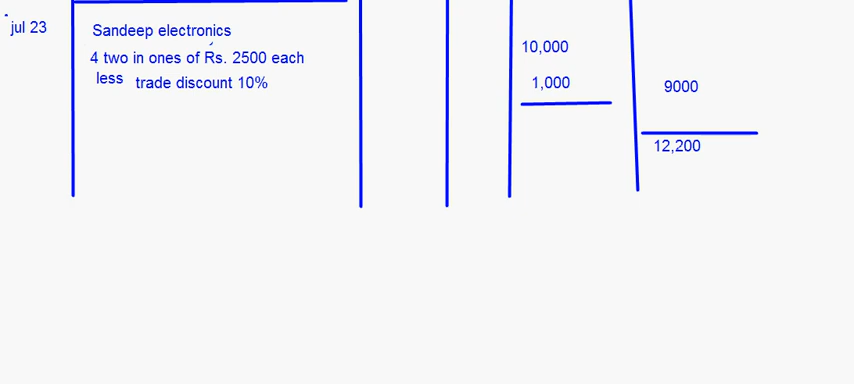 jul 23
Sandeep electronics
4 two in ones of Rs. 2500 each
10,000
less trade discount 10%
1,000
9000
12,200